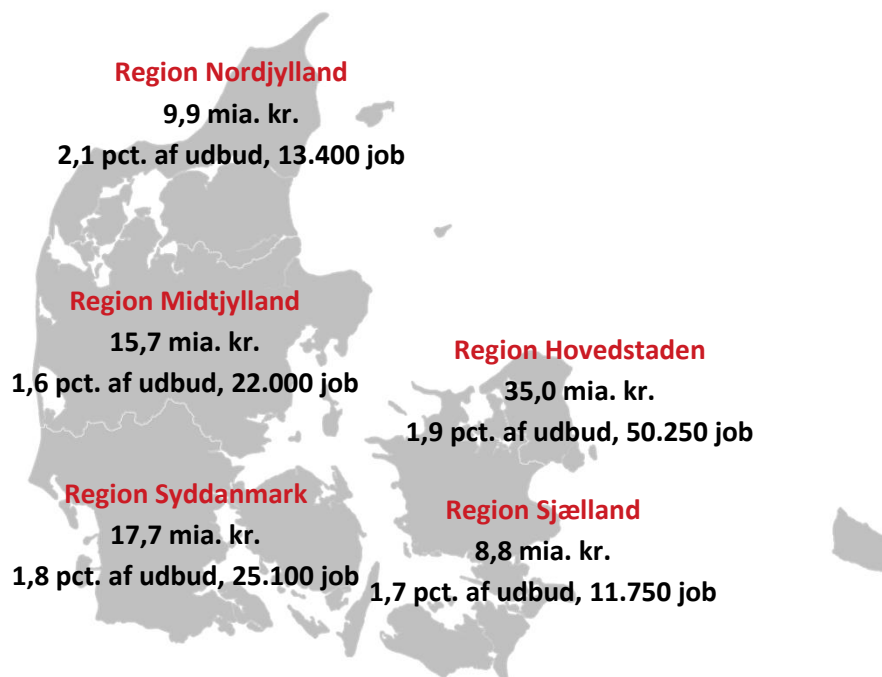 Region Nordjylland
9,9 mia. kr.
2,1 pct. af udbud, 13.400 job
Region Midtjylland
15,7 mia. kr.
1,6 pct. af udbud, 22.000 job
Region Hovedstaden
35,0 mia. kr.
1,9 pct. af udbud, 50.250 job
Region Syddanmark
17,7 mia. kr.
1,8 pct. af udbud, 25.100 job
Region Sjælland
8,8 mia. kr.
1,7 pct. af udbud, 11.750 job